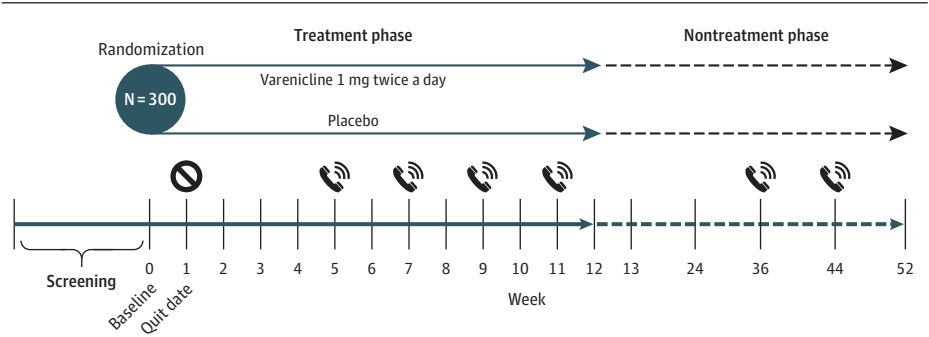 Treatment phase
Nontreatment phase
Randomization
N = 300
Varenicline 1 mg twice a day
Placebo
Screening
0 1 2 3 4 5 6 7 8 9 10 11 12 13 24 36 44 52
Baseline
Quit date
Week